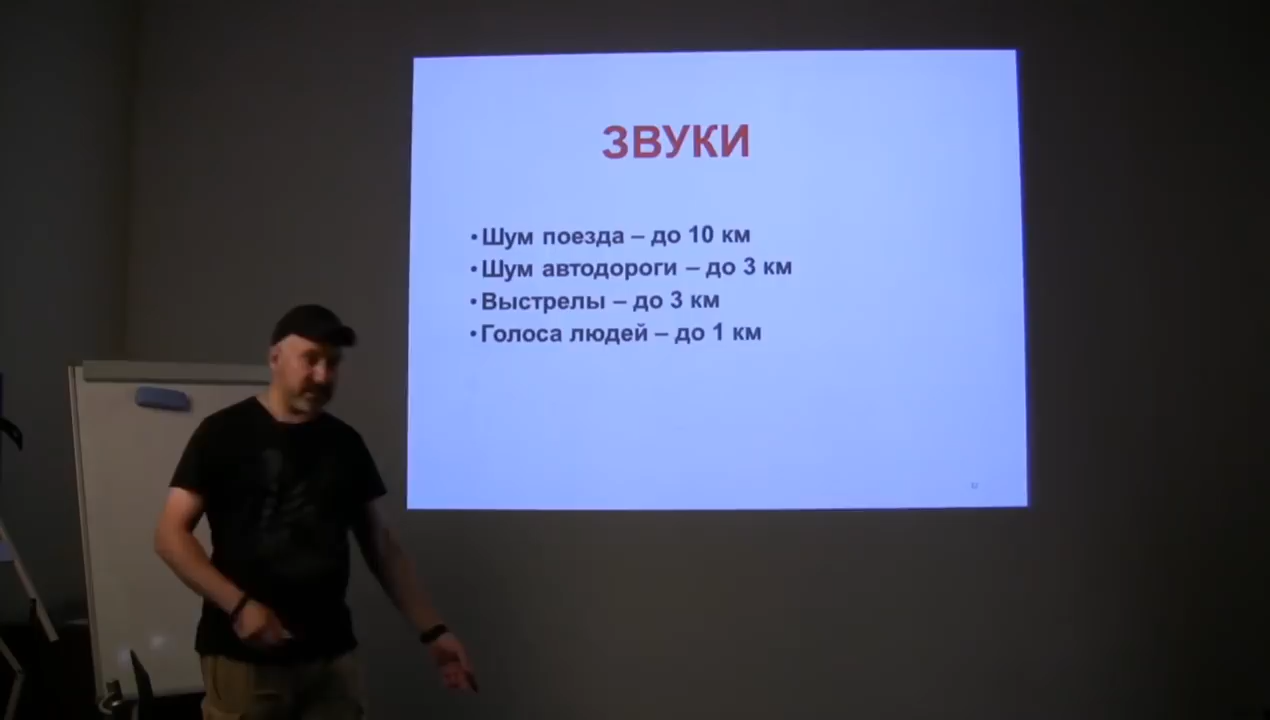 ЗВУКИ
•Шум поезда – до 10 км
•Шум автодороги – до 3 км
•Выстрелы – до 3 км
•Голоса людей – до 1 км